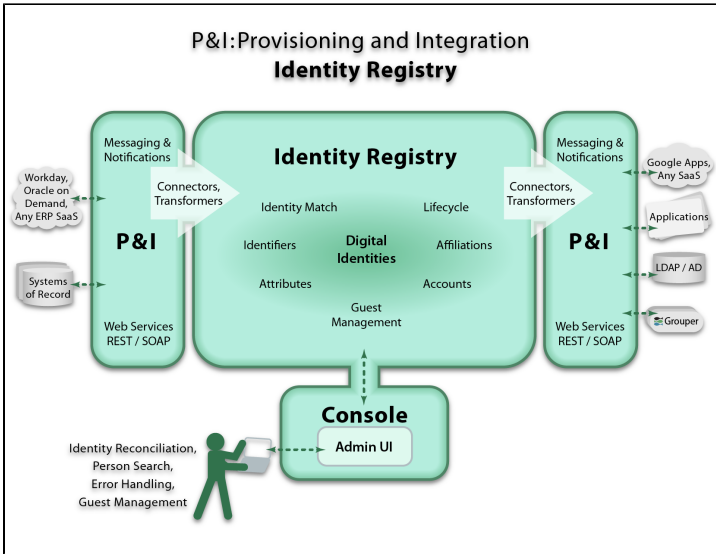 P&I:Provisioning and Integration
Identity Registry
Messaging &
Notifications
P&I
Web Services
REST / SOAP
Workday,
Oracle on
Demand,
Any ERP SaaS
Systems
of Record
Connectors,
Transformers
Identity Registry
Identity Match
Lifecycle
Identifiers
Digital
Identities
Affiliations
Attributes
Accounts
Guest
Management
Connectors,
Transformers
Messaging &
Notifications
P&I
Web Services
REST / SOAP
Google Apps,
Any SaaS
Applications
LDAP / AD
Grouper
Console
Admin UI
Identity Reconciliation,
Person Search,
Error Handling,
Guest Management